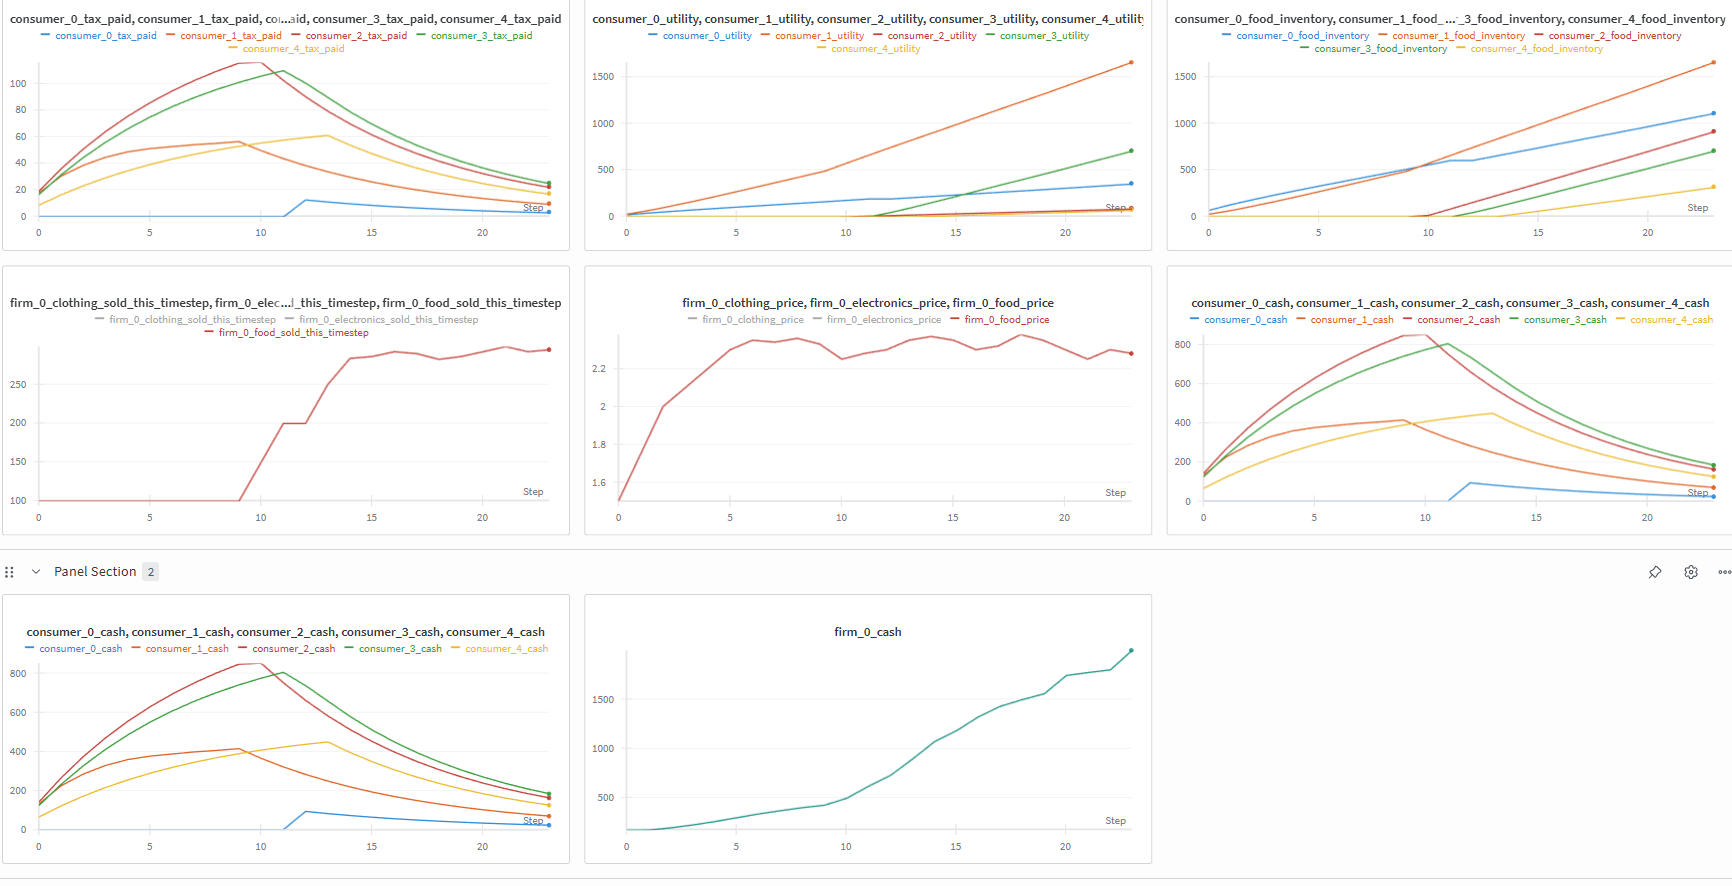 consumer_0_tax_paid, consumer_1_tax_paid, co…aid, consumer_3_tax_paid, consumer_4_tax_paid
consumer_0_tax_paid consumer_1_tax_paid consumer_2_tax_paid consumer_3_tax_paid
consumer_4_tax_paid
100
80
60
40
20
0
Step
0 5 10 15 20
consumer_0_utility, consumer_1_utility, consumer_2_utility, consumer_3_utility, consumer_4_utility
consumer_0_utility consumer_1_utility consumer_2_utility consumer_3_utility
consumer_4_utility
1500
1000
500
0
Step
0 5 10 15 20
consumer_0_food_inventory, consumer_1_food_…-3_food_inventory, consumer_4_food_inventory
consumer_0_food_inventory consumer_1_food_inventory consumer_2_food_inventory
consumer_3_food_inventory consumer_4_food_inventory
1500
1000
500
0
Step
0 5 10 15 20
firm_0_clothing_sold_this_timestep, firm_0_elec…l_this_timestep, firm_0_food_sold_this_timestep
firm_0_clothing_sold_this_timestep firm_0_electronics_sold_this_timestep
firm_0_food_sold_this_timestep
250
200
150
100
Step
0 5 10 15 20
firm_0_clothing_price, firm_0_electronics_price, firm_0_food_price
firm_0_clothing_price firm_0_electronics_price firm_0_food_price
2.2
2
1.8
1.6
Step
0 5 10 15 20
consumer_0_cash, consumer_1_cash, consumer_2_cash, consumer_3_cash, consumer_4_cash
consumer_0_cash consumer_1_cash consumer_2_cash consumer_3_cash consumer_4_cash
800
600
400
200
0
Step
0 5 10 15 20
Panel Section 2
consumer_0_cash, consumer_1_cash, consumer_2_cash, consumer_3_cash, consumer_4_cash
consumer_0_cash consumer_1_cash consumer_2_cash consumer_3_cash consumer_4_cash
800
600
400
200
0
Step
0 5 10 15 20
firm_0_cash
1500
1000
500
Step
0 5 10 15 20